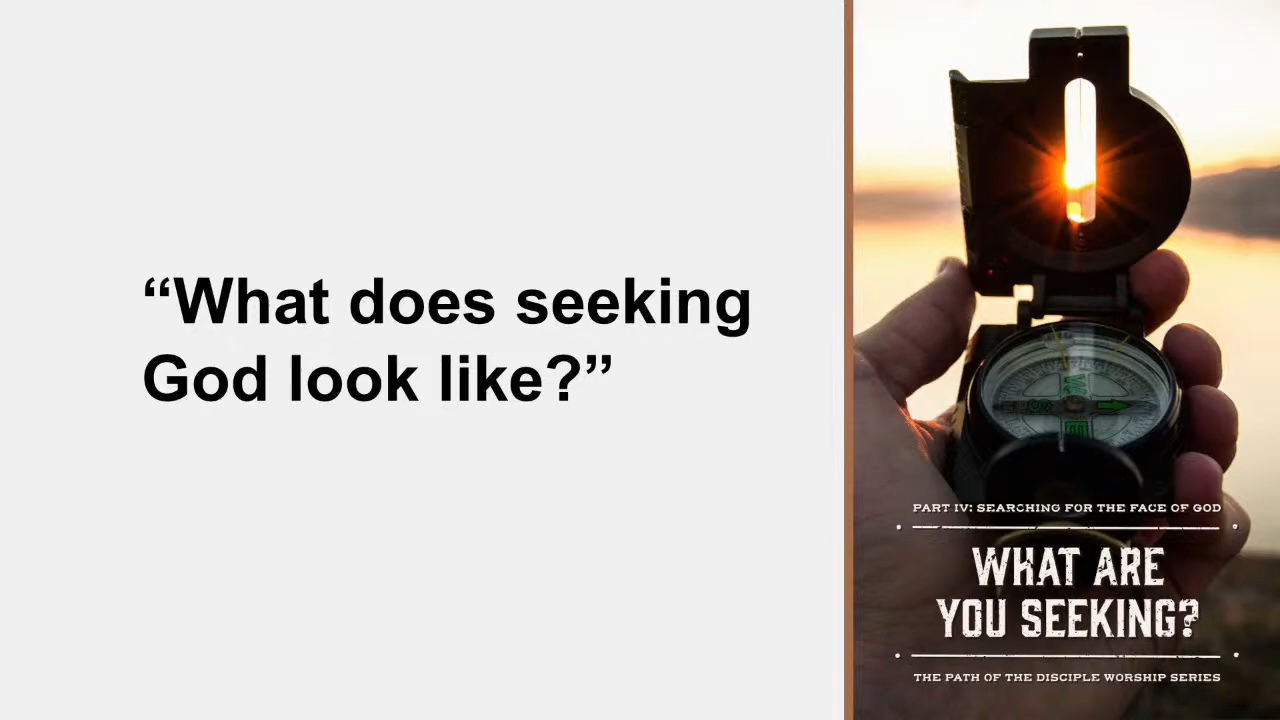 “What does seeking
God look like?”
PART IV: SEARCHING FOR THE FACE OF GOD
WHAT ARE
YOU SEEKING?
THE PATH OF THE DISCIPLE WORSHIP SERIES
W
S
E